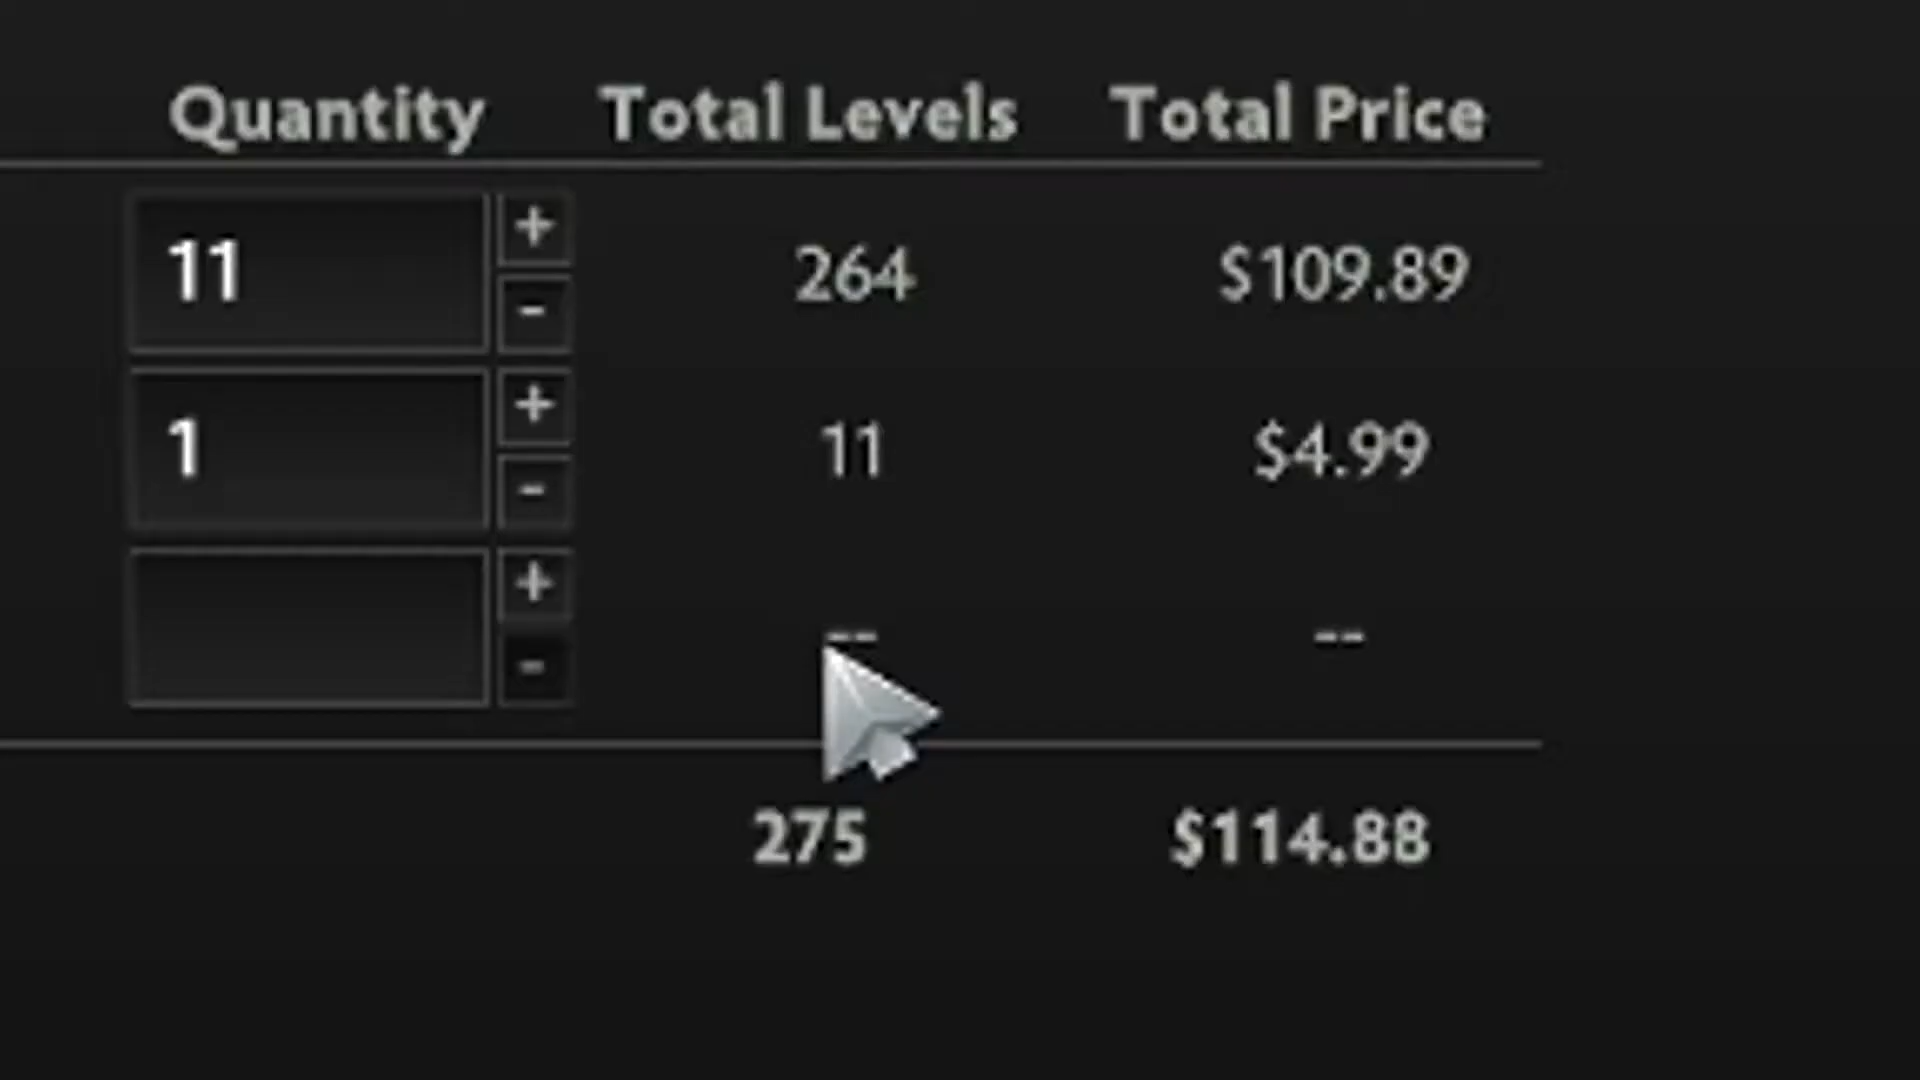 Quantity Total Levels Total Price
11 + - 264 $109.89
1 + - 11 $4.99
+ - -- --
275 $114.88